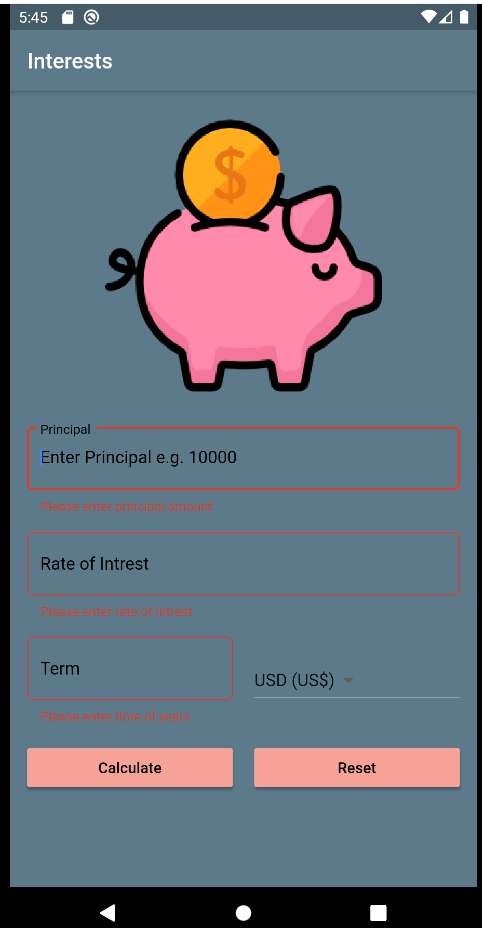 5:45
Interests
$
Principal
Enter Principal e.g. 10000
Please enter principal amount
Rate of Intrest
Please enter rate of intrest
Term
USD (US$)
Please enter time of years
Calculate Reset